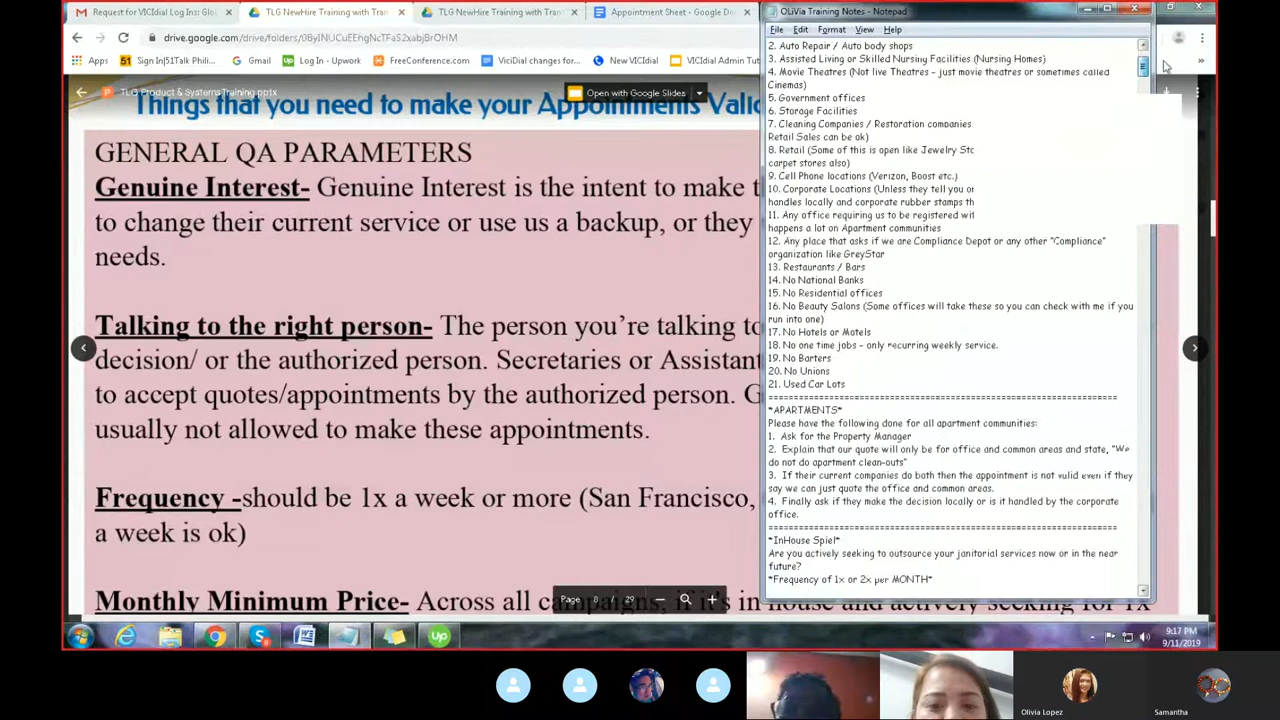 Request for VICIdial Log Ins: Glo
TLG NewHire Training with Tran
TLG NewHire Training with Tran
Appointment Sheet - Google Do
OLiVia Training Notes - Notepad
drive.google.com/drive/folders/0ByINUCuEEhgNcTFaS2xabjBrOHM
File Edit Format View Help
Apps
Sign In|51Talk Phili...
Gmail
Log In - Upwork
FreeConference.com
ViciDial changes for...
New VICIdial
VICIdial Admin Tut
TLG Product & Systems Training.pptx
Open with Google Slides
Things that you need to make your Appointments Vali
GENERAL QA PARAMETERS
Genuine Interest- Genuine Interest is the intent to make t
to change their current service or use us a backup, or they
needs.
Talking to the right person- The person you're talking to
decision/ or the authorized person. Secretaries or Assistant
to accept quotes/appointments by the authorized person. G
usually not allowed to make these appointments.
Frequency -should be 1x a week or more (San Francisco,
a week is ok)
Monthly Minimum Price- Across all campaigns, if it's in house and actively seeking for 1x
Page 8 / 29
2. Auto Repair / Auto body shops
3. Assisted Living or Skilled Nursing Facilities (Nursing Homes)
4. Movie Theatres (Not live Theatres - just movie theatres or sometimes called
Cinemas)
5. Government offices
6. Storage Facilities
7. Cleaning Companies / Restoration companies
Retail Sales can be ok)
8. Retail (Some of this is open like Jewelry Sto
carpet stores also)
9. Cell Phone locations (Verizon, Boost etc.)
10. Corporate Locations (Unless they tell you
handles locally and corporate rubber stamps th
11. Any office requiring us to be registered wit
happens a lot on Apartment communities
12. Any place that asks if we are Compliance Depot or any other "Compliance"
organization like GreyStar
13. Restaurants / Bars
14. No National Banks
15. No Residential offices
16. No Beauty Salons (Some offices will take these so you can check with me if you
run into one)
17. No Hotels or Motels
18. No one time jobs - only recurring weekly service.
19. No Barters
20. No Unions
21. Used Car Lots
==================================================================
*APARTMENTS*
Please have the following done for all apartment communities:
1. Ask for the Property Manager
2. Explain that our quote will only be for office and common areas and state, "We
do not do apartment clean-outs"
3. If their current companies do both then the appointment is not valid even if they
say we can just quote the office and common areas.
4. Finally ask if they make the decision locally or is it handled by the corporate
office.
==================================================================
*InHouse Spiel*
Are you actively seeking to outsource your janitorial services now or in the near
future?
*Frequency of 1x or 2x per MONTH*
9:17 PM
9/11/2019
Olivia Lopez
Samantha